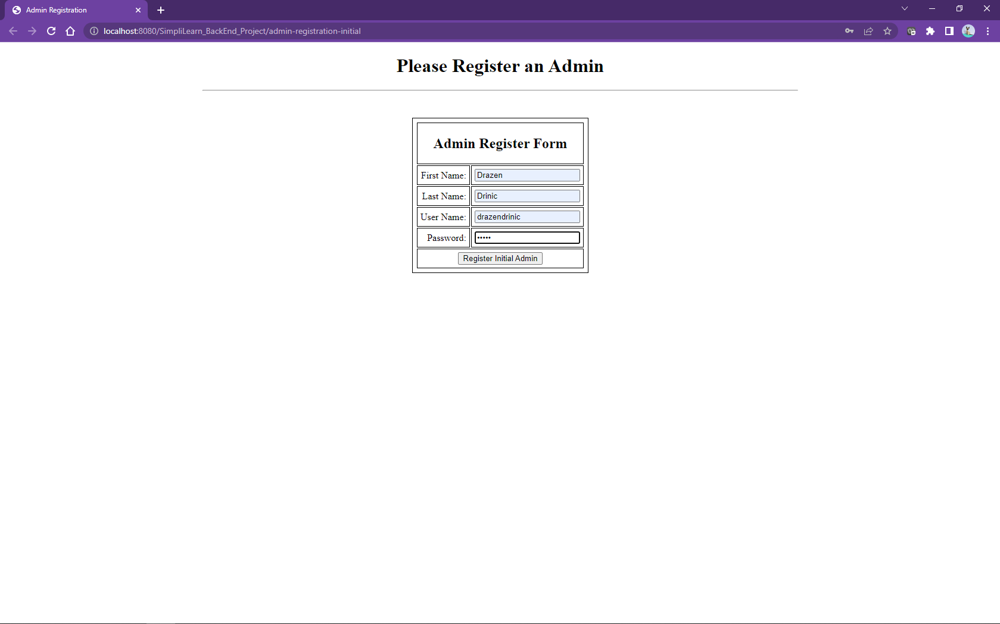 Admin Registration
localhost:8080/SimpliLearn_BackEnd_Project/admin-registration-initial
Please Register an Admin
Admin Register Form
First Name: Drazen
Last Name: Drinic
User Name: drazendrinic
Password: •••••
Register Initial Admin